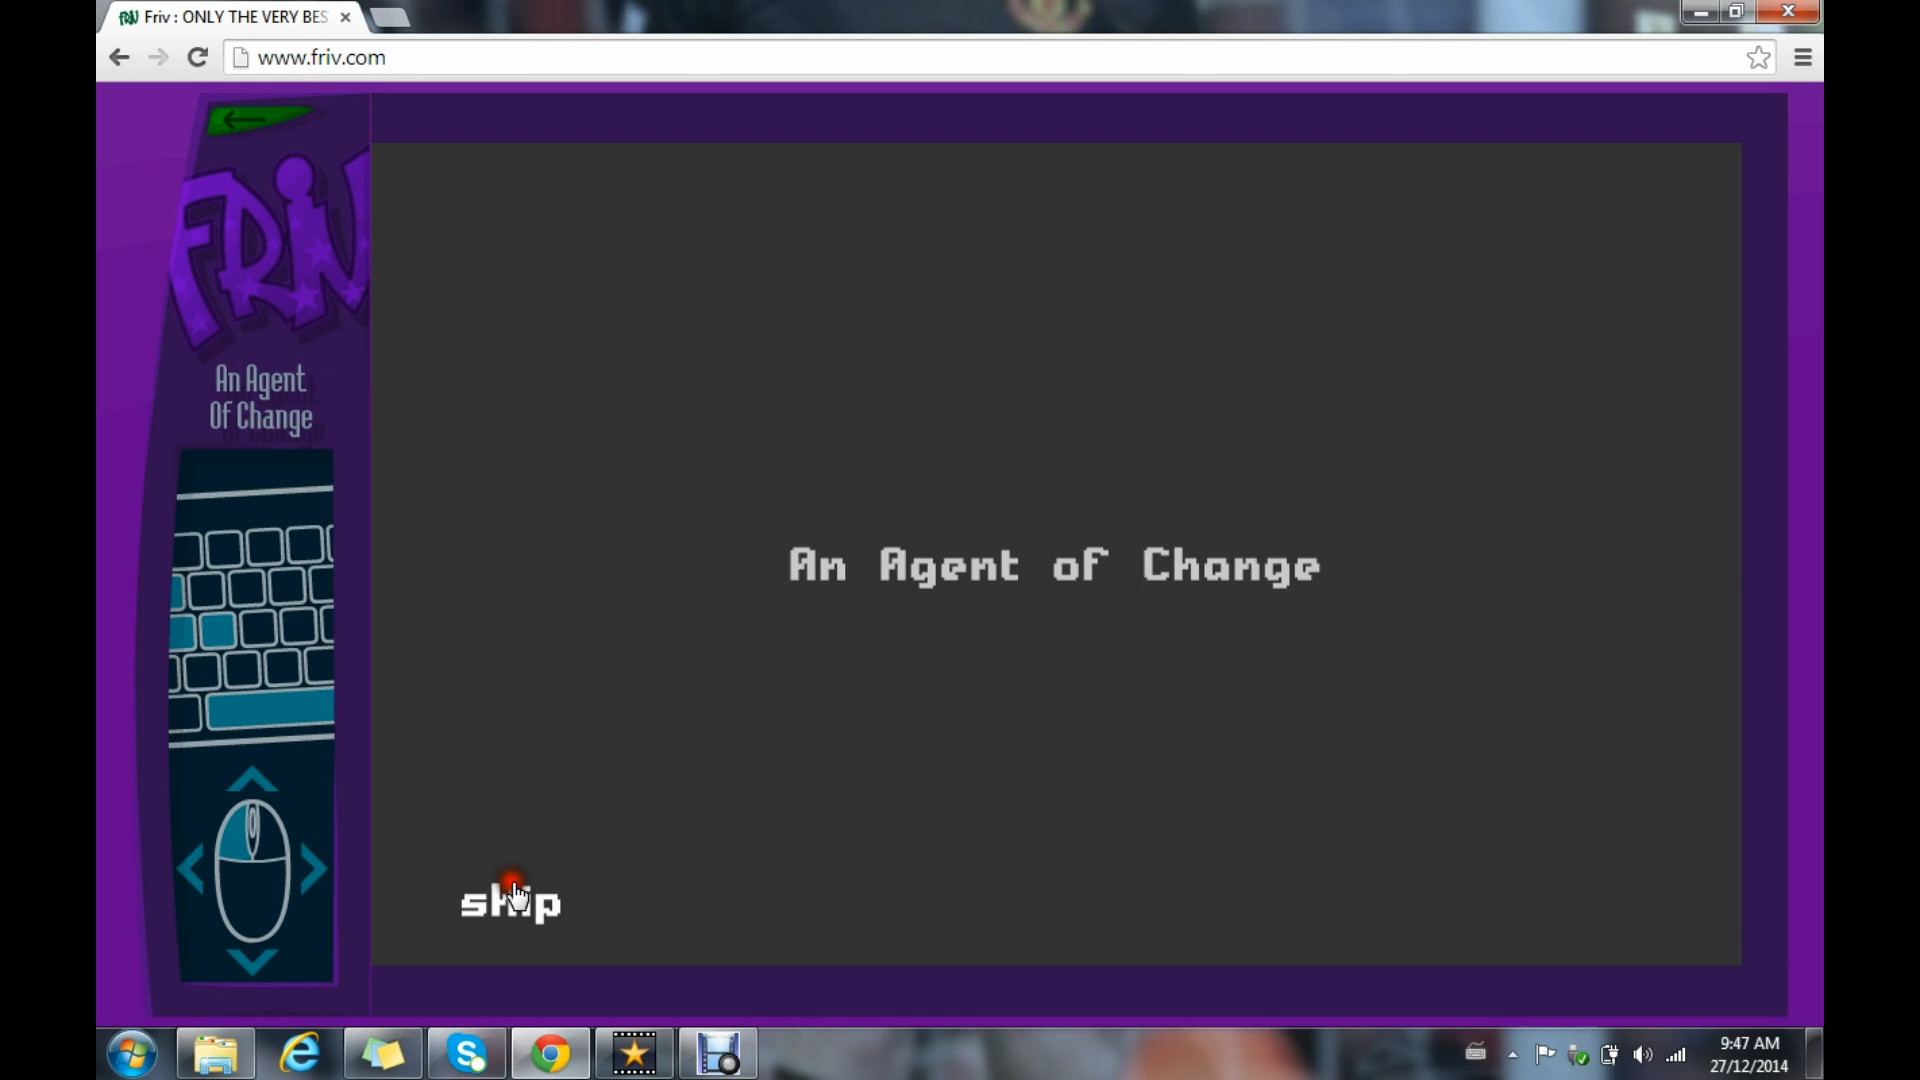 Friv : ONLY THE VERY BES
www.friv.com
FRIV
An Agent
Of Change
An Agent of Change
skip
9:47 AM
27/12/2014